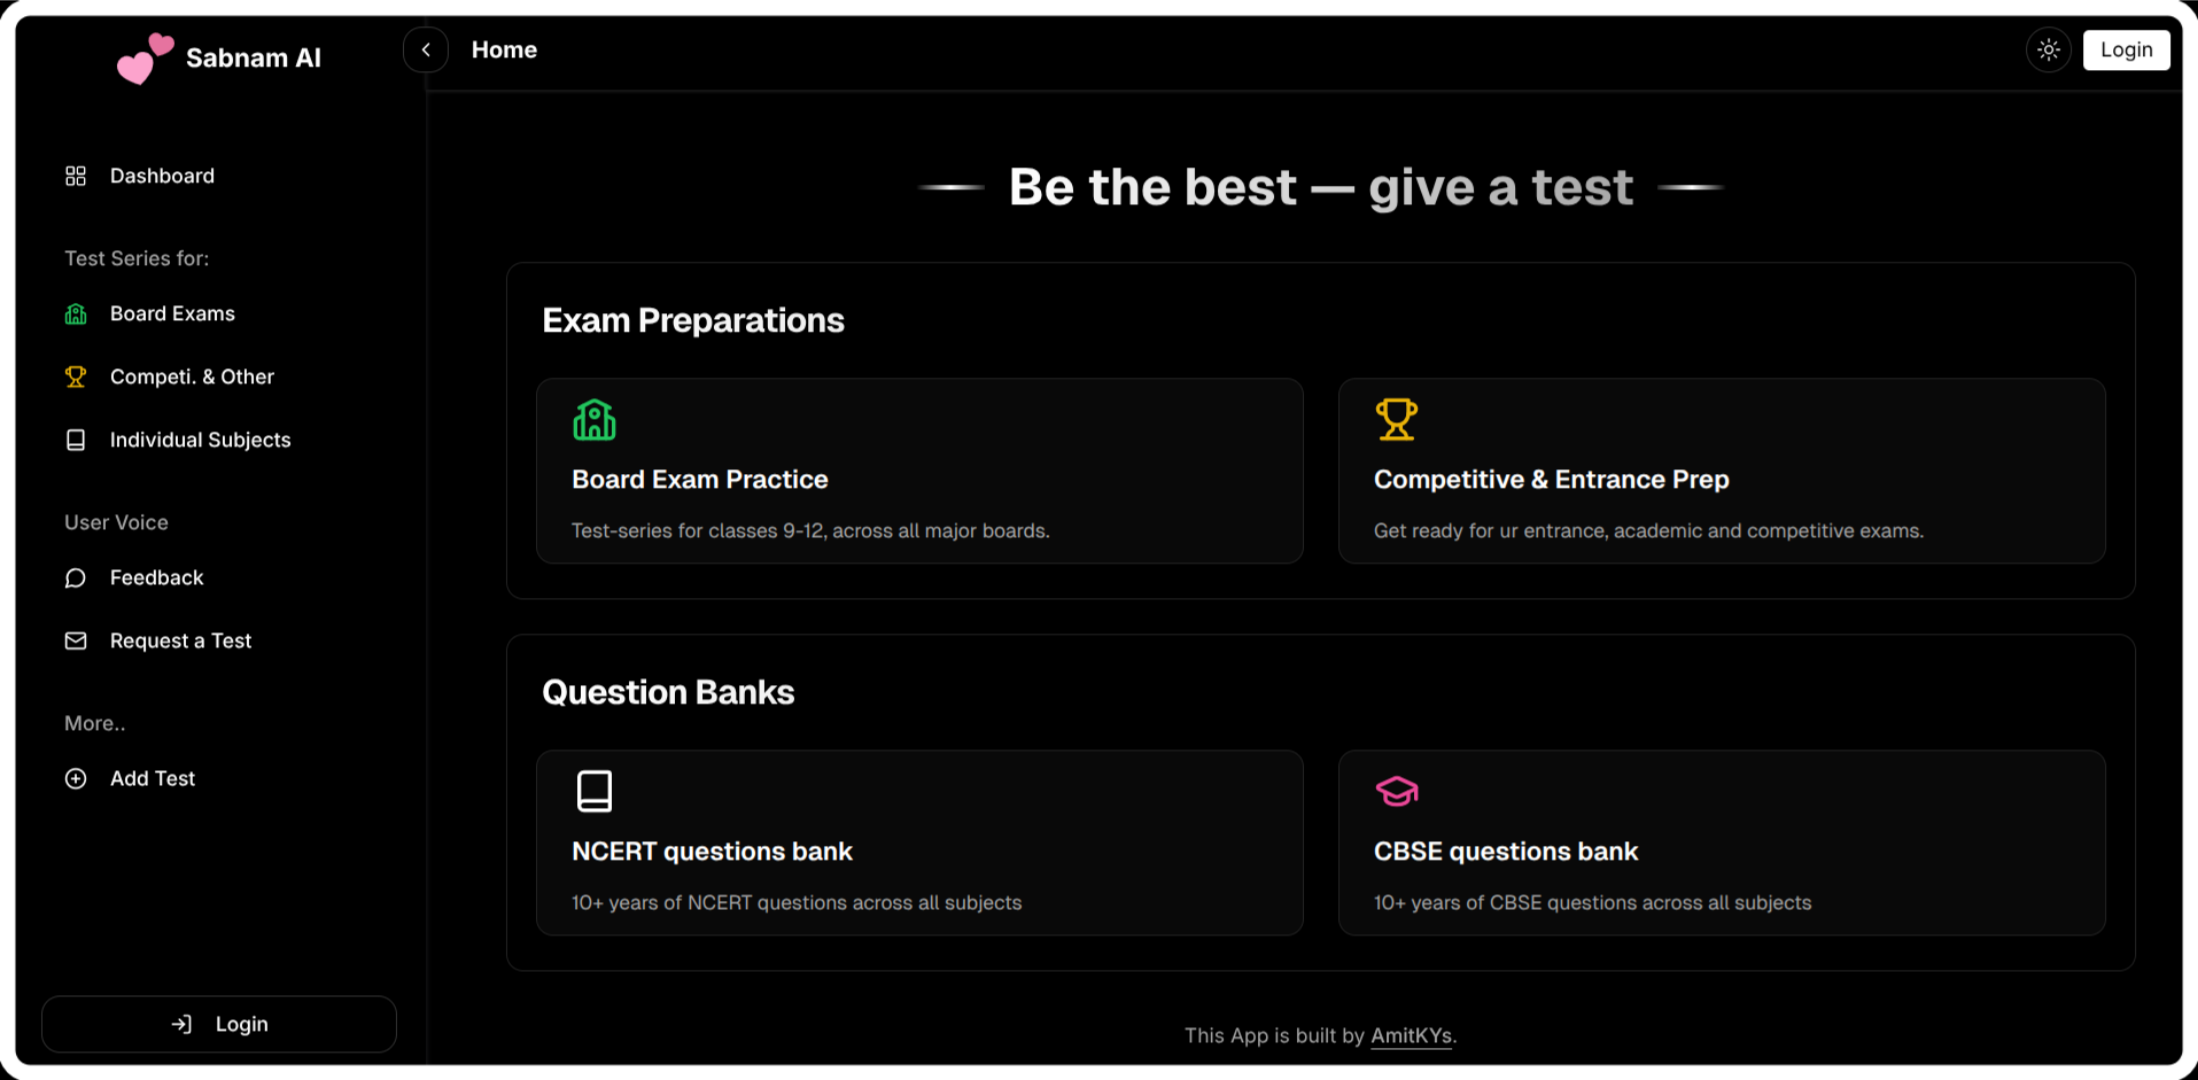 Sabnam AI
Home
Login
Dashboard
Test Series for:
Board Exams
Competi. & Other
Individual Subjects
User Voice
Feedback
Request a Test
More..
Add Test
Login
Be the best — give a test
Exam Preparations
Board Exam Practice
Test-series for classes 9-12, across all major boards.
Competitive & Entrance Prep
Get ready for ur entrance, academic and competitive exams.
Question Banks
NCERT questions bank
10+ years of NCERT questions across all subjects
CBSE questions bank
10+ years of CBSE questions across all subjects
This App is built by AmitKYs.